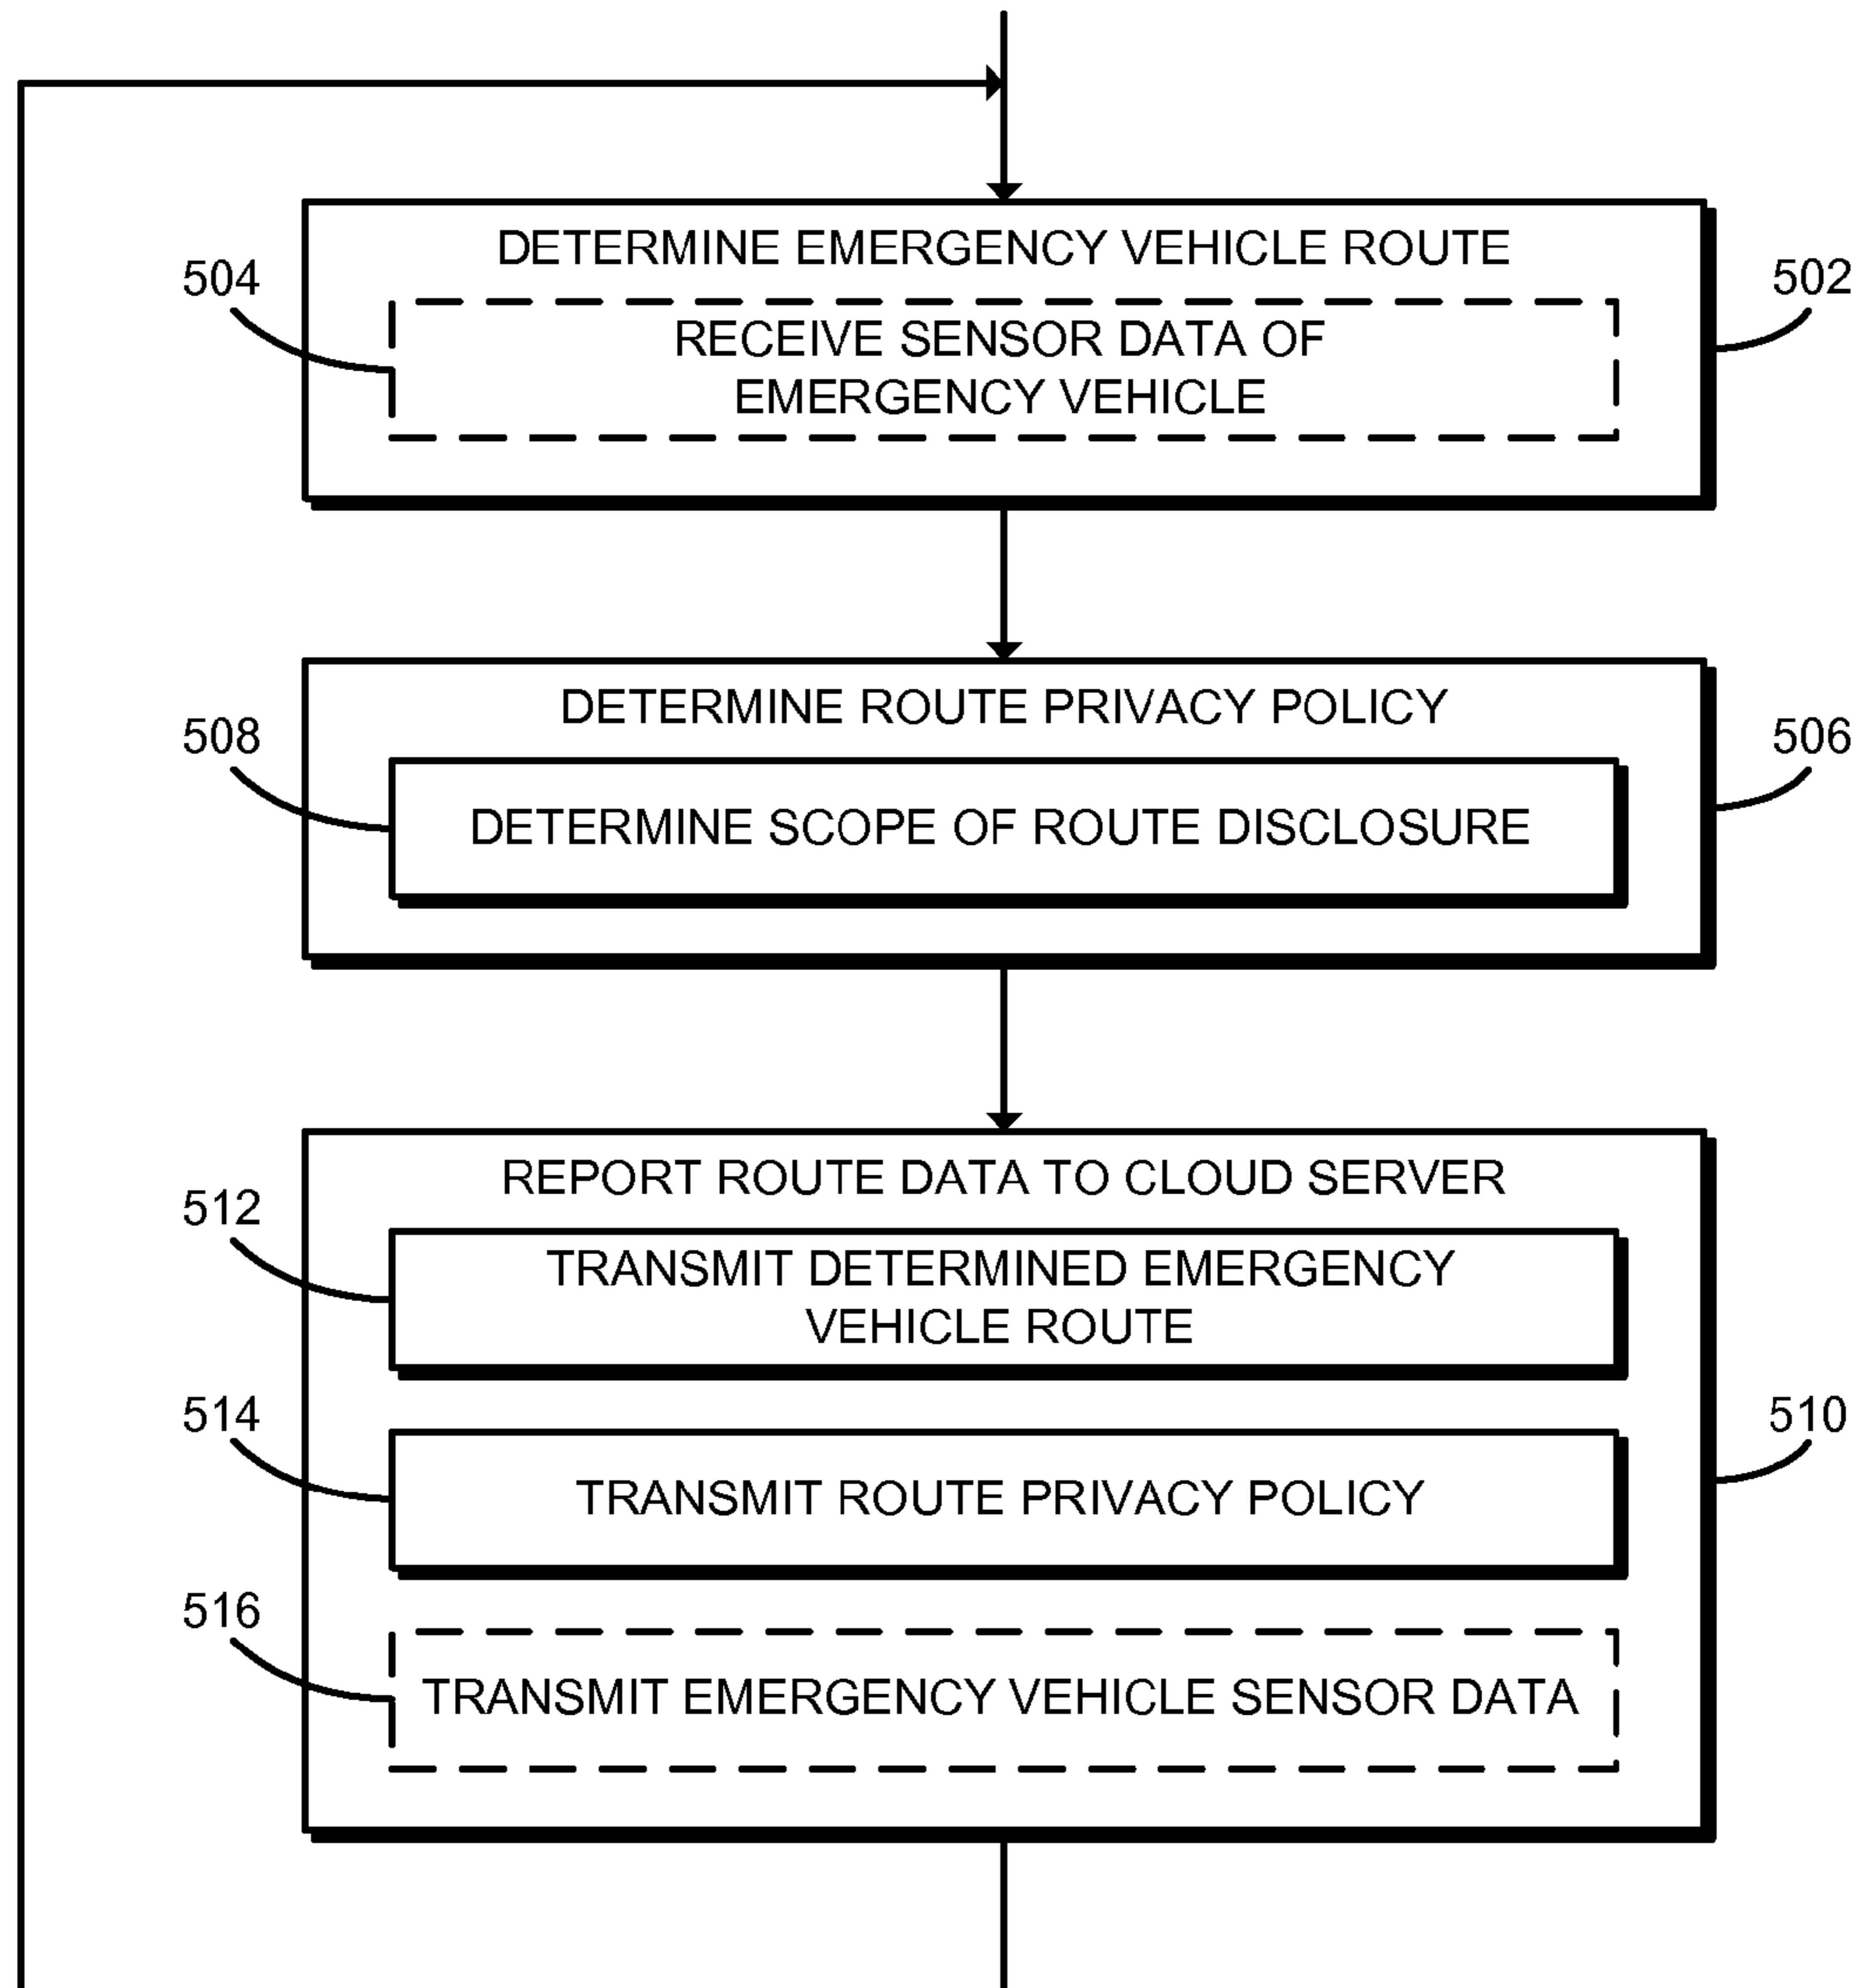 DETERMINE EMERGENCY VEHICLE ROUTE
504
502
RECEIVE SENSOR DATA OF
EMERGENCY VEHICLE
DETERMINE ROUTE PRIVACY POLICY
508
506
DETERMINE SCOPE OF ROUTE DISCLOSURE
REPORT ROUTE DATA TO CLOUD SERVER
512
TRANSMIT DETERMINED EMERGENCY
VEHICLE ROUTE
514
510
TRANSMIT ROUTE PRIVACY POLICY
516
TRANSMIT EMERGENCY VEHICLE SENSOR DATA